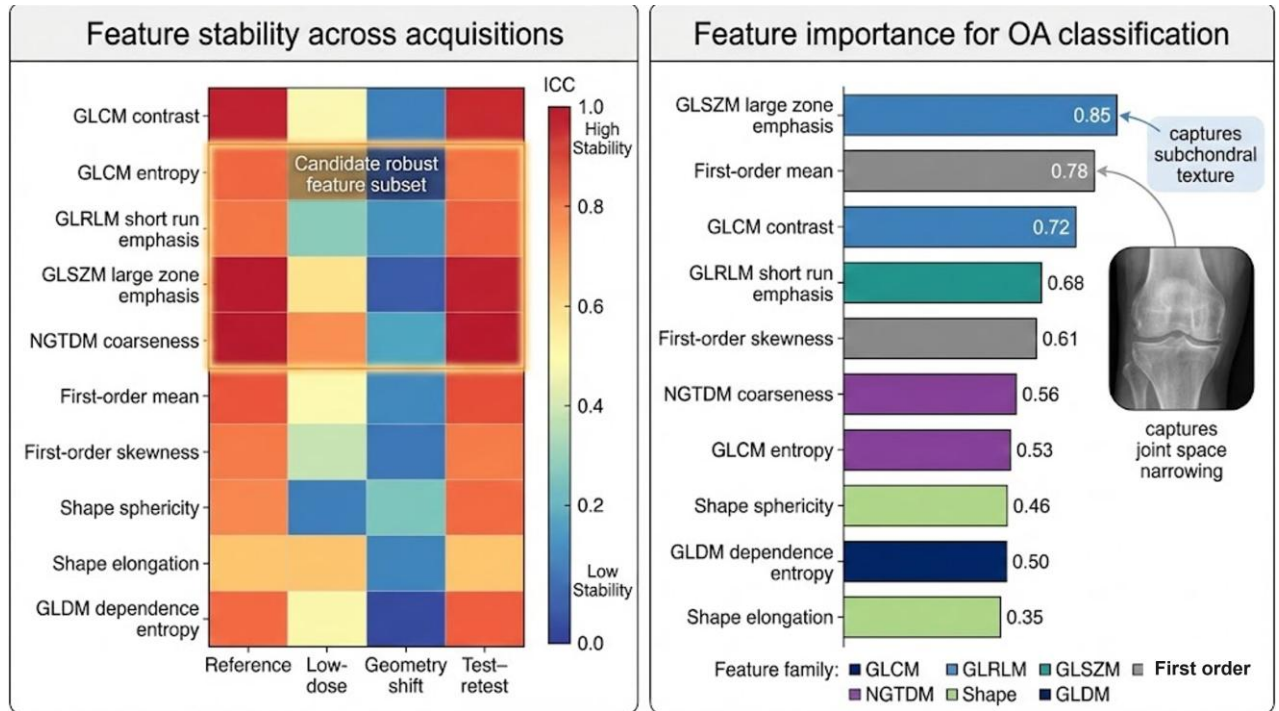 Feature stability across acquisitions
GLCM contrast
GLCM entropy
GLRLM short run
emphasis
GLSZM large zone
emphasis
NGTDM coarseness
First-order mean
First-order skewness
Shape sphericity
Shape elongation
GLDM dependence
entropy
Candidate robust
feature subset
Reference
Low-
dose
Geometry
shift
Test–
retest
ICC
1.0
High
Stability
0.8
0.6
0.4
0.2
Low
Stability
0.0
Feature importance for OA classification
GLSZM large zone
emphasis
0.85
First-order mean
0.78
GLCM contrast
0.72
GLRLM short run
emphasis
0.68
First-order skewness
0.61
NGTDM coarseness
0.56
GLCM entropy
0.53
Shape sphericity
0.46
GLDM dependence
entropy
0.50
Shape elongation
0.35
captures
subchondral
texture
captures
joint space
narrowing
Feature family: GLCM GLRLM GLSZM First order
NGTDM Shape GLDM